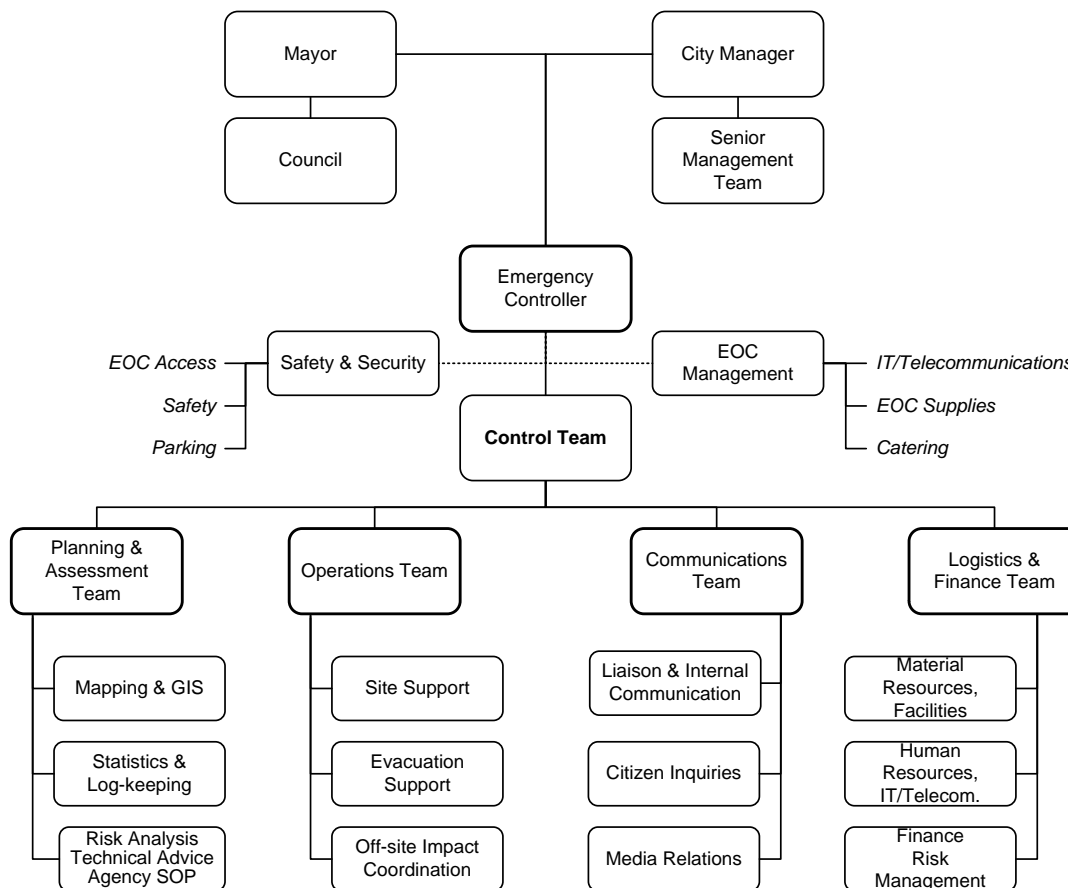 Mayor
City Manager
Council
Senior
Management
Team
Emergency
Controller
EOC Access
Safety & Security
EOC
Management
IT/Telecommunications
Safety
EOC Supplies
Parking
Control Team
Catering
Planning &
Assessment
Team
Operations Team
Communications
Team
Logistics &
Finance Team
Mapping & GIS
Site Support
Liaison & Internal
Communication
Material
Resources,
Facilities
Statistics &
Log-keeping
Evacuation
Support
Citizen Inquiries
Human
Resources,
IT/Telecom.
Risk Analysis
Technical Advice
Agency SOP
Off-site Impact
Coordination
Media Relations
Finance
Risk
Management